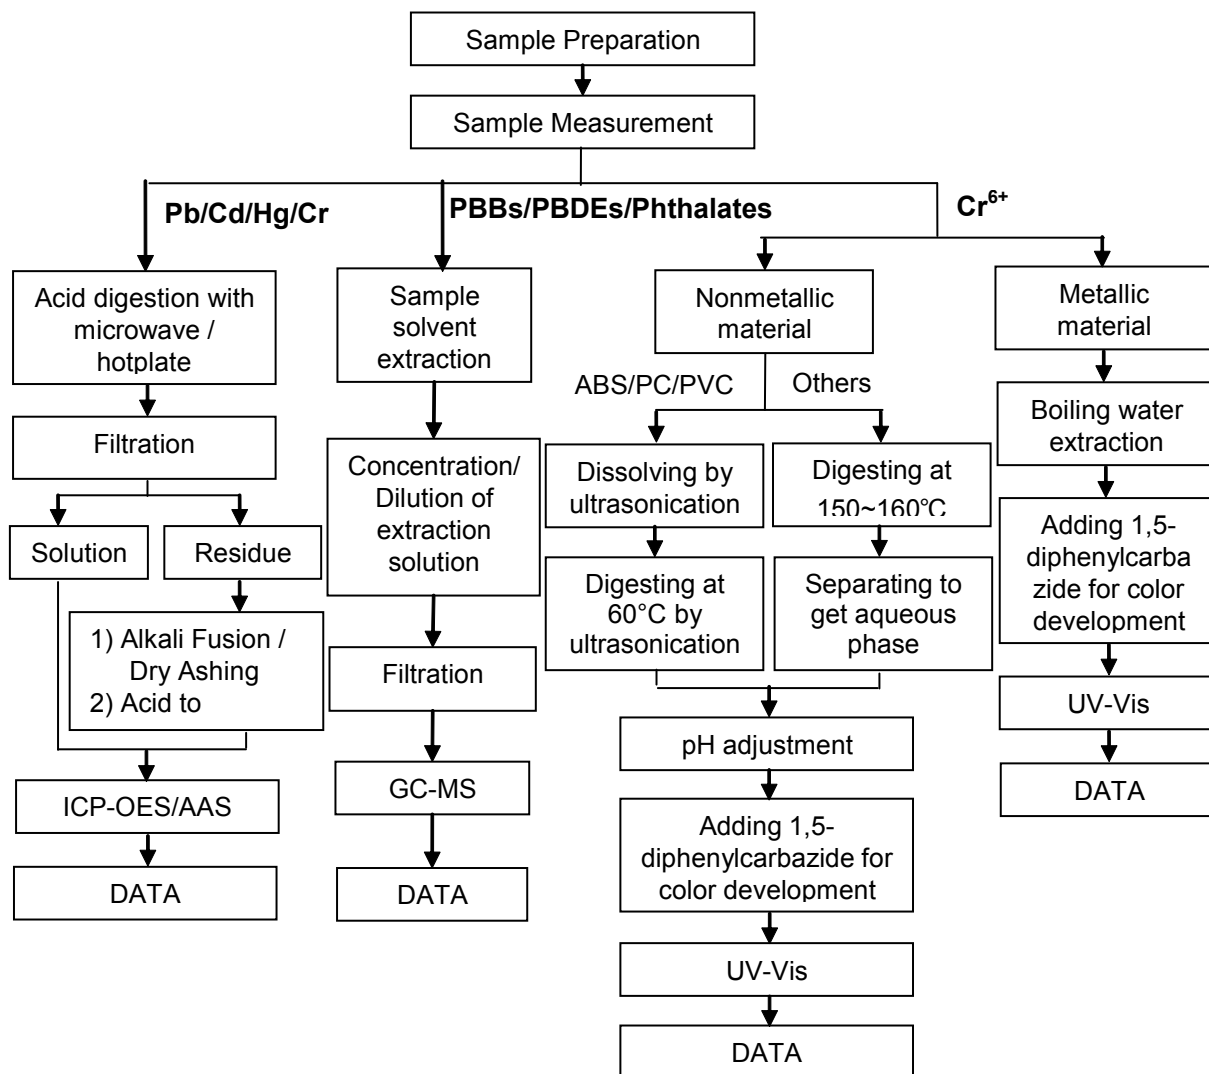 Sample Preparation
Sample Measurement
Pb/Cd/Hg/Cr
PBBs/PBDEs/Phthalates
Cr6+
Acid digestion with
microwave /
hotplate
Filtration
Solution
Residue
1) Alkali Fusion /
Dry Ashing
2) Acid to
ICP-OES/AAS
DATA
Sample
solvent
extraction
Concentration/
Dilution of
extraction
solution
Filtration
GC-MS
DATA
Nonmetallic
material
ABS/PC/PVC
Others
Dissolving by
ultrasonication
Digesting at
60°C by
ultrasonication
Digesting at
150~160℃
Separating to
get aqueous
phase
pH adjustment
Adding 1,5-
diphenylcarbazide for
color development
UV-Vis
DATA
Metallic
material
Boiling water
extraction
Adding 1,5-
diphenylcarba
zide for color
development
UV-Vis
DATA